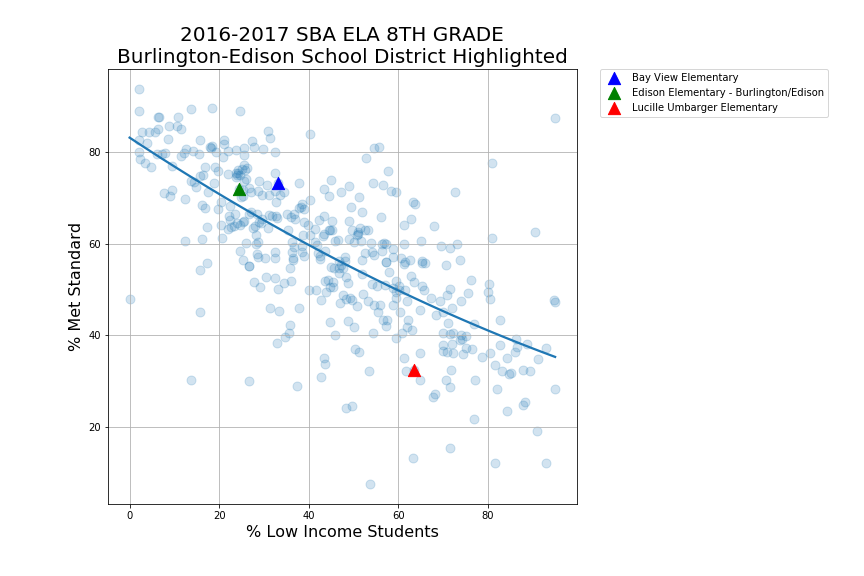 2016-2017 SBA ELA 8TH GRADE
Burlington-Edison School District Highlighted
Bay View Elementary
Edison Elementary - Burlington/Edison
Lucille Umbarger Elementary
% Met Standard
80
60
40
20
0 20 40 60 80
% Low Income Students